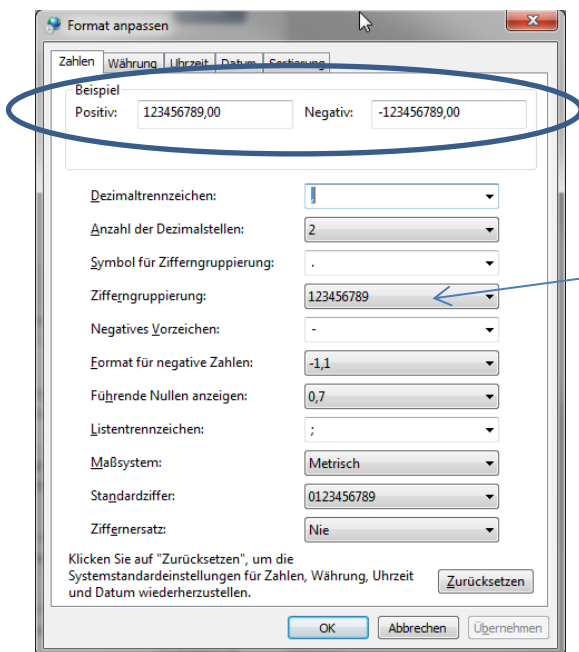 Format anpassen
Zahlen Währung Uhrzeit Datum Sortierung
Beispiel
Positiv: 123456789,00 Negativ: -123456789,00
Dezimaltrennzeichen: ,
Anzahl der Dezimalstellen: 2
Symbol für Zifferngruppierung: .
Zifferngruppierung: 123456789
Negatives Vorzeichen: -
Format für negative Zahlen: -1,1
Führende Nullen anzeigen: 0,7
Listentrennzeichen: ;
Maßsystem: Metrisch
Standardziffer: 0123456789
Ziffernersatz: Nie
Klicken Sie auf "Zurücksetzen", um die
Systemstandardeinstellungen für Zahlen, Währung, Uhrzeit
und Datum wiederherzustellen.
Zurücksetzen
OK Abbrechen Übernehmen